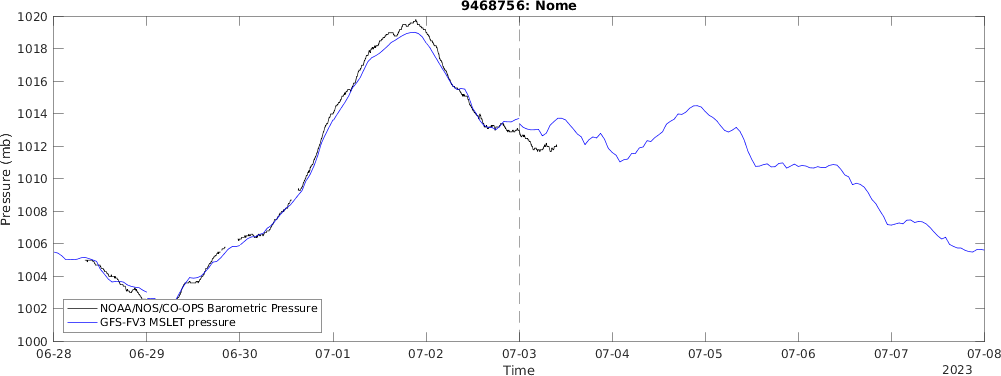 9468756: Nome
1020
1018
1016
1014
1012
1010
1008
1006
1004
1002
1000
Pressure (mb)
NOAA/NOS/CO-OPS Barometric Pressure
GFS-FV3 MSLET pressure
06-28 06-29 06-30 07-01 07-02 07-03 07-04 07-05 07-06 07-07 07-08
Time
2023